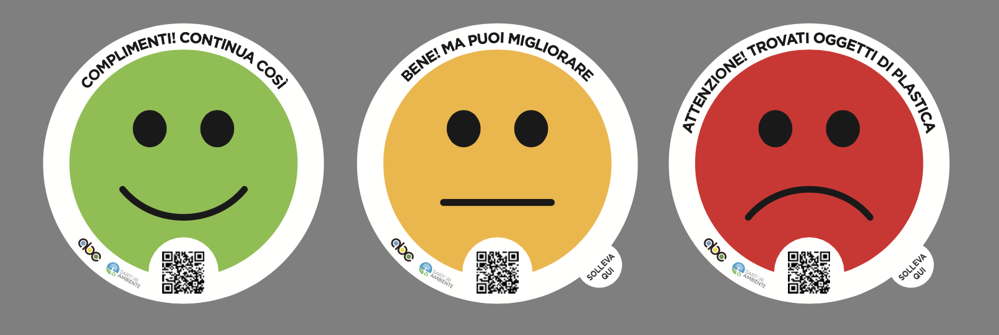 COMPLIMENTI! CONTINUA COSÌ
abc
SARTORI
AMBIENTE
BENE! MA PUOI MIGLIORARE
abc
SARTORI
AMBIENTE
SOLLEVA
QUI
ATTENZIONE! TROVATI OGGETTI DI PLASTICA
abc
SARTORI
AMBIENTE
SOLLEVA
QUI